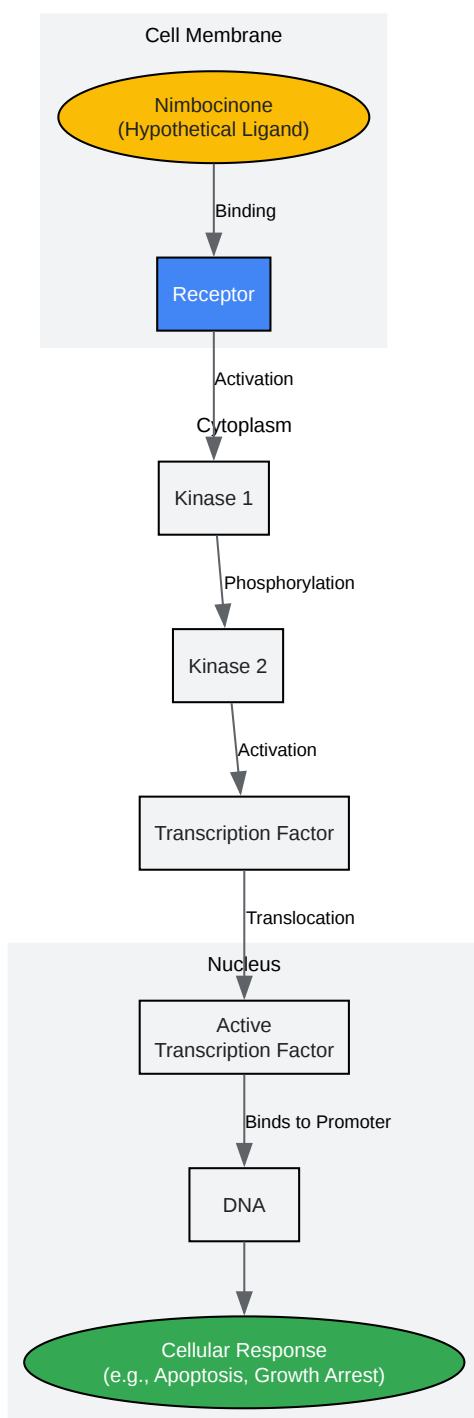 Cell Membrane
Nimbocinone
(Hypothetical Ligand)
Binding
Receptor
Activation
Cytoplasm
Kinase 1
Phosphorylation
Kinase 2
Activation
Transcription Factor
Translocation
Nucleus
Active
Transcription Factor
Binds to Promoter
DNA
Cellular Response
(e.g., Apoptosis, Growth Arrest)